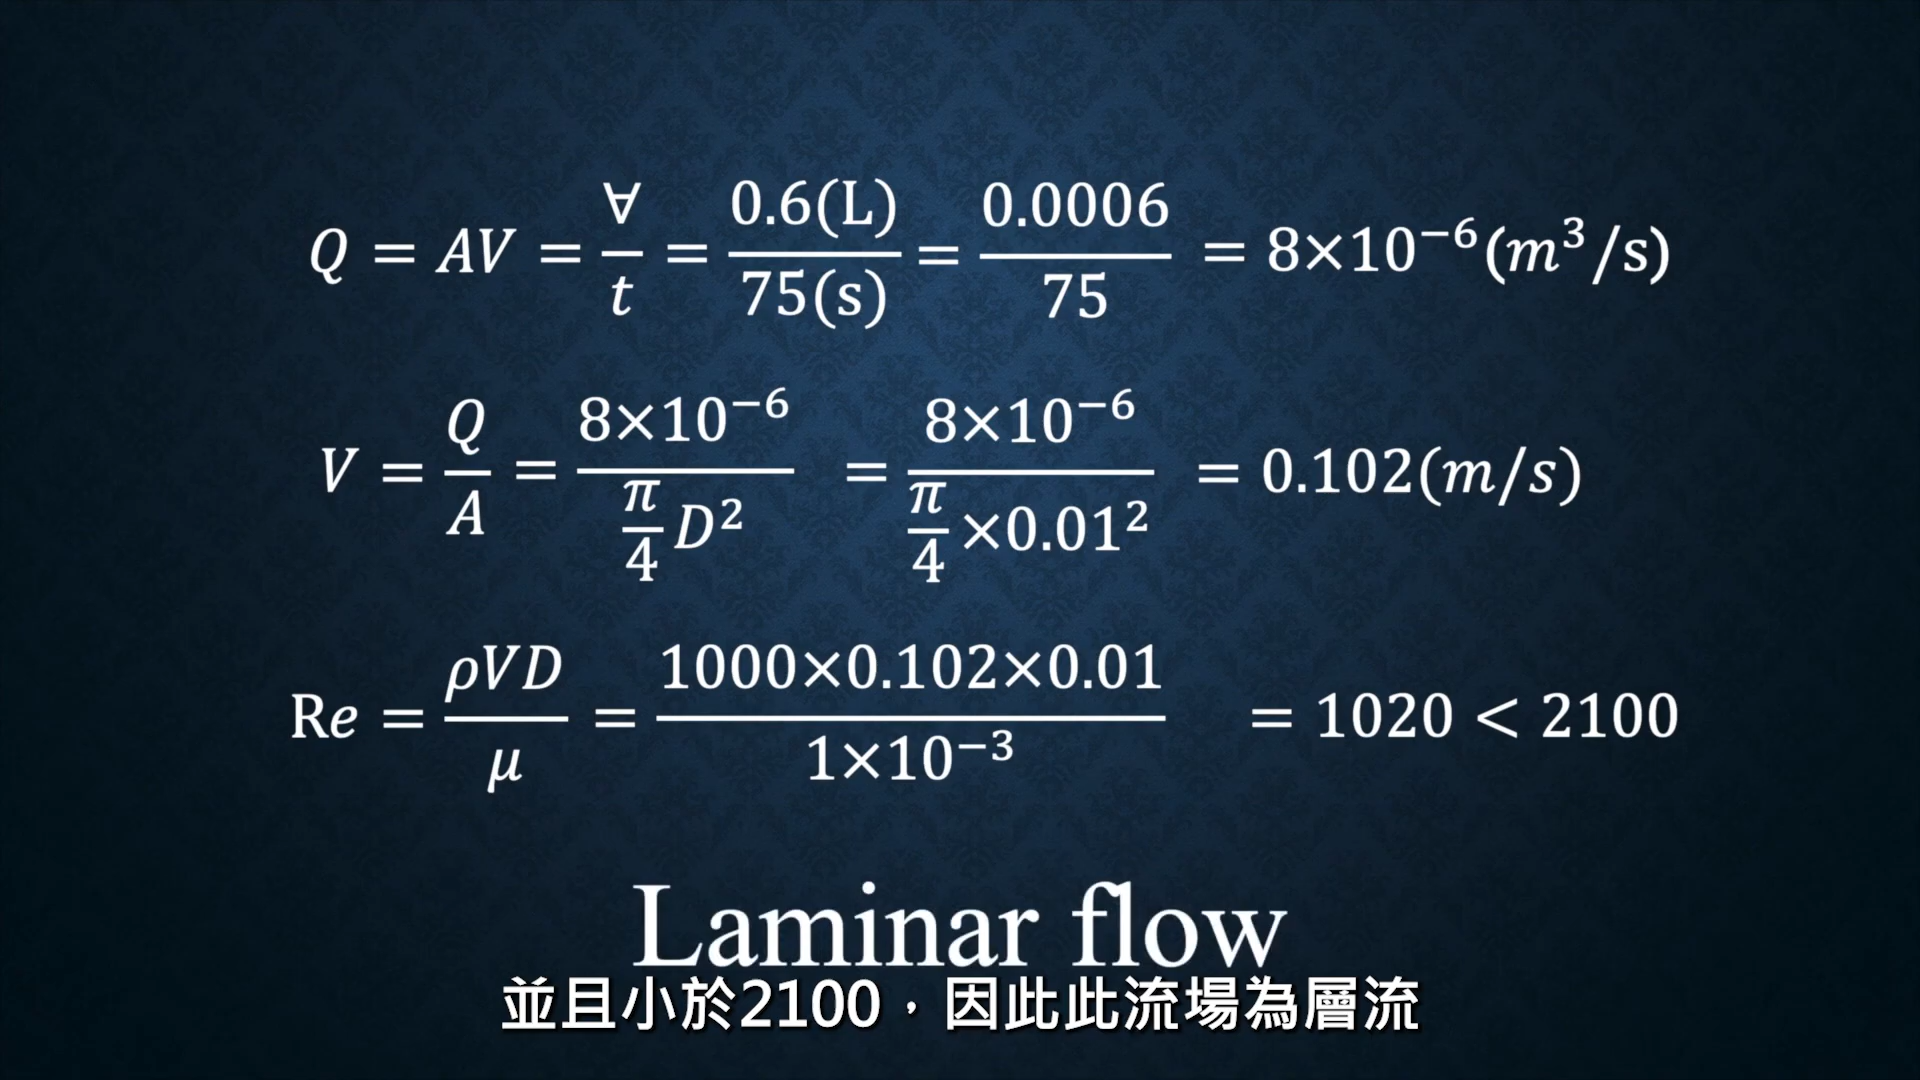 Q = AV = ∀/t = 0.6(L)/75(s) = 0.0006/75 = 8×10⁻⁶(m³/s)
V = Q/A = 8×10⁻⁶/(π/4 D²) = 8×10⁻⁶/(π/4 ×0.01²) = 0.102(m/s)
Re = ρVD/μ = 1000×0.102×0.01/1×10⁻³ = 1020 < 2100
Laminar flow
並且小於2100，因此此流場為層流